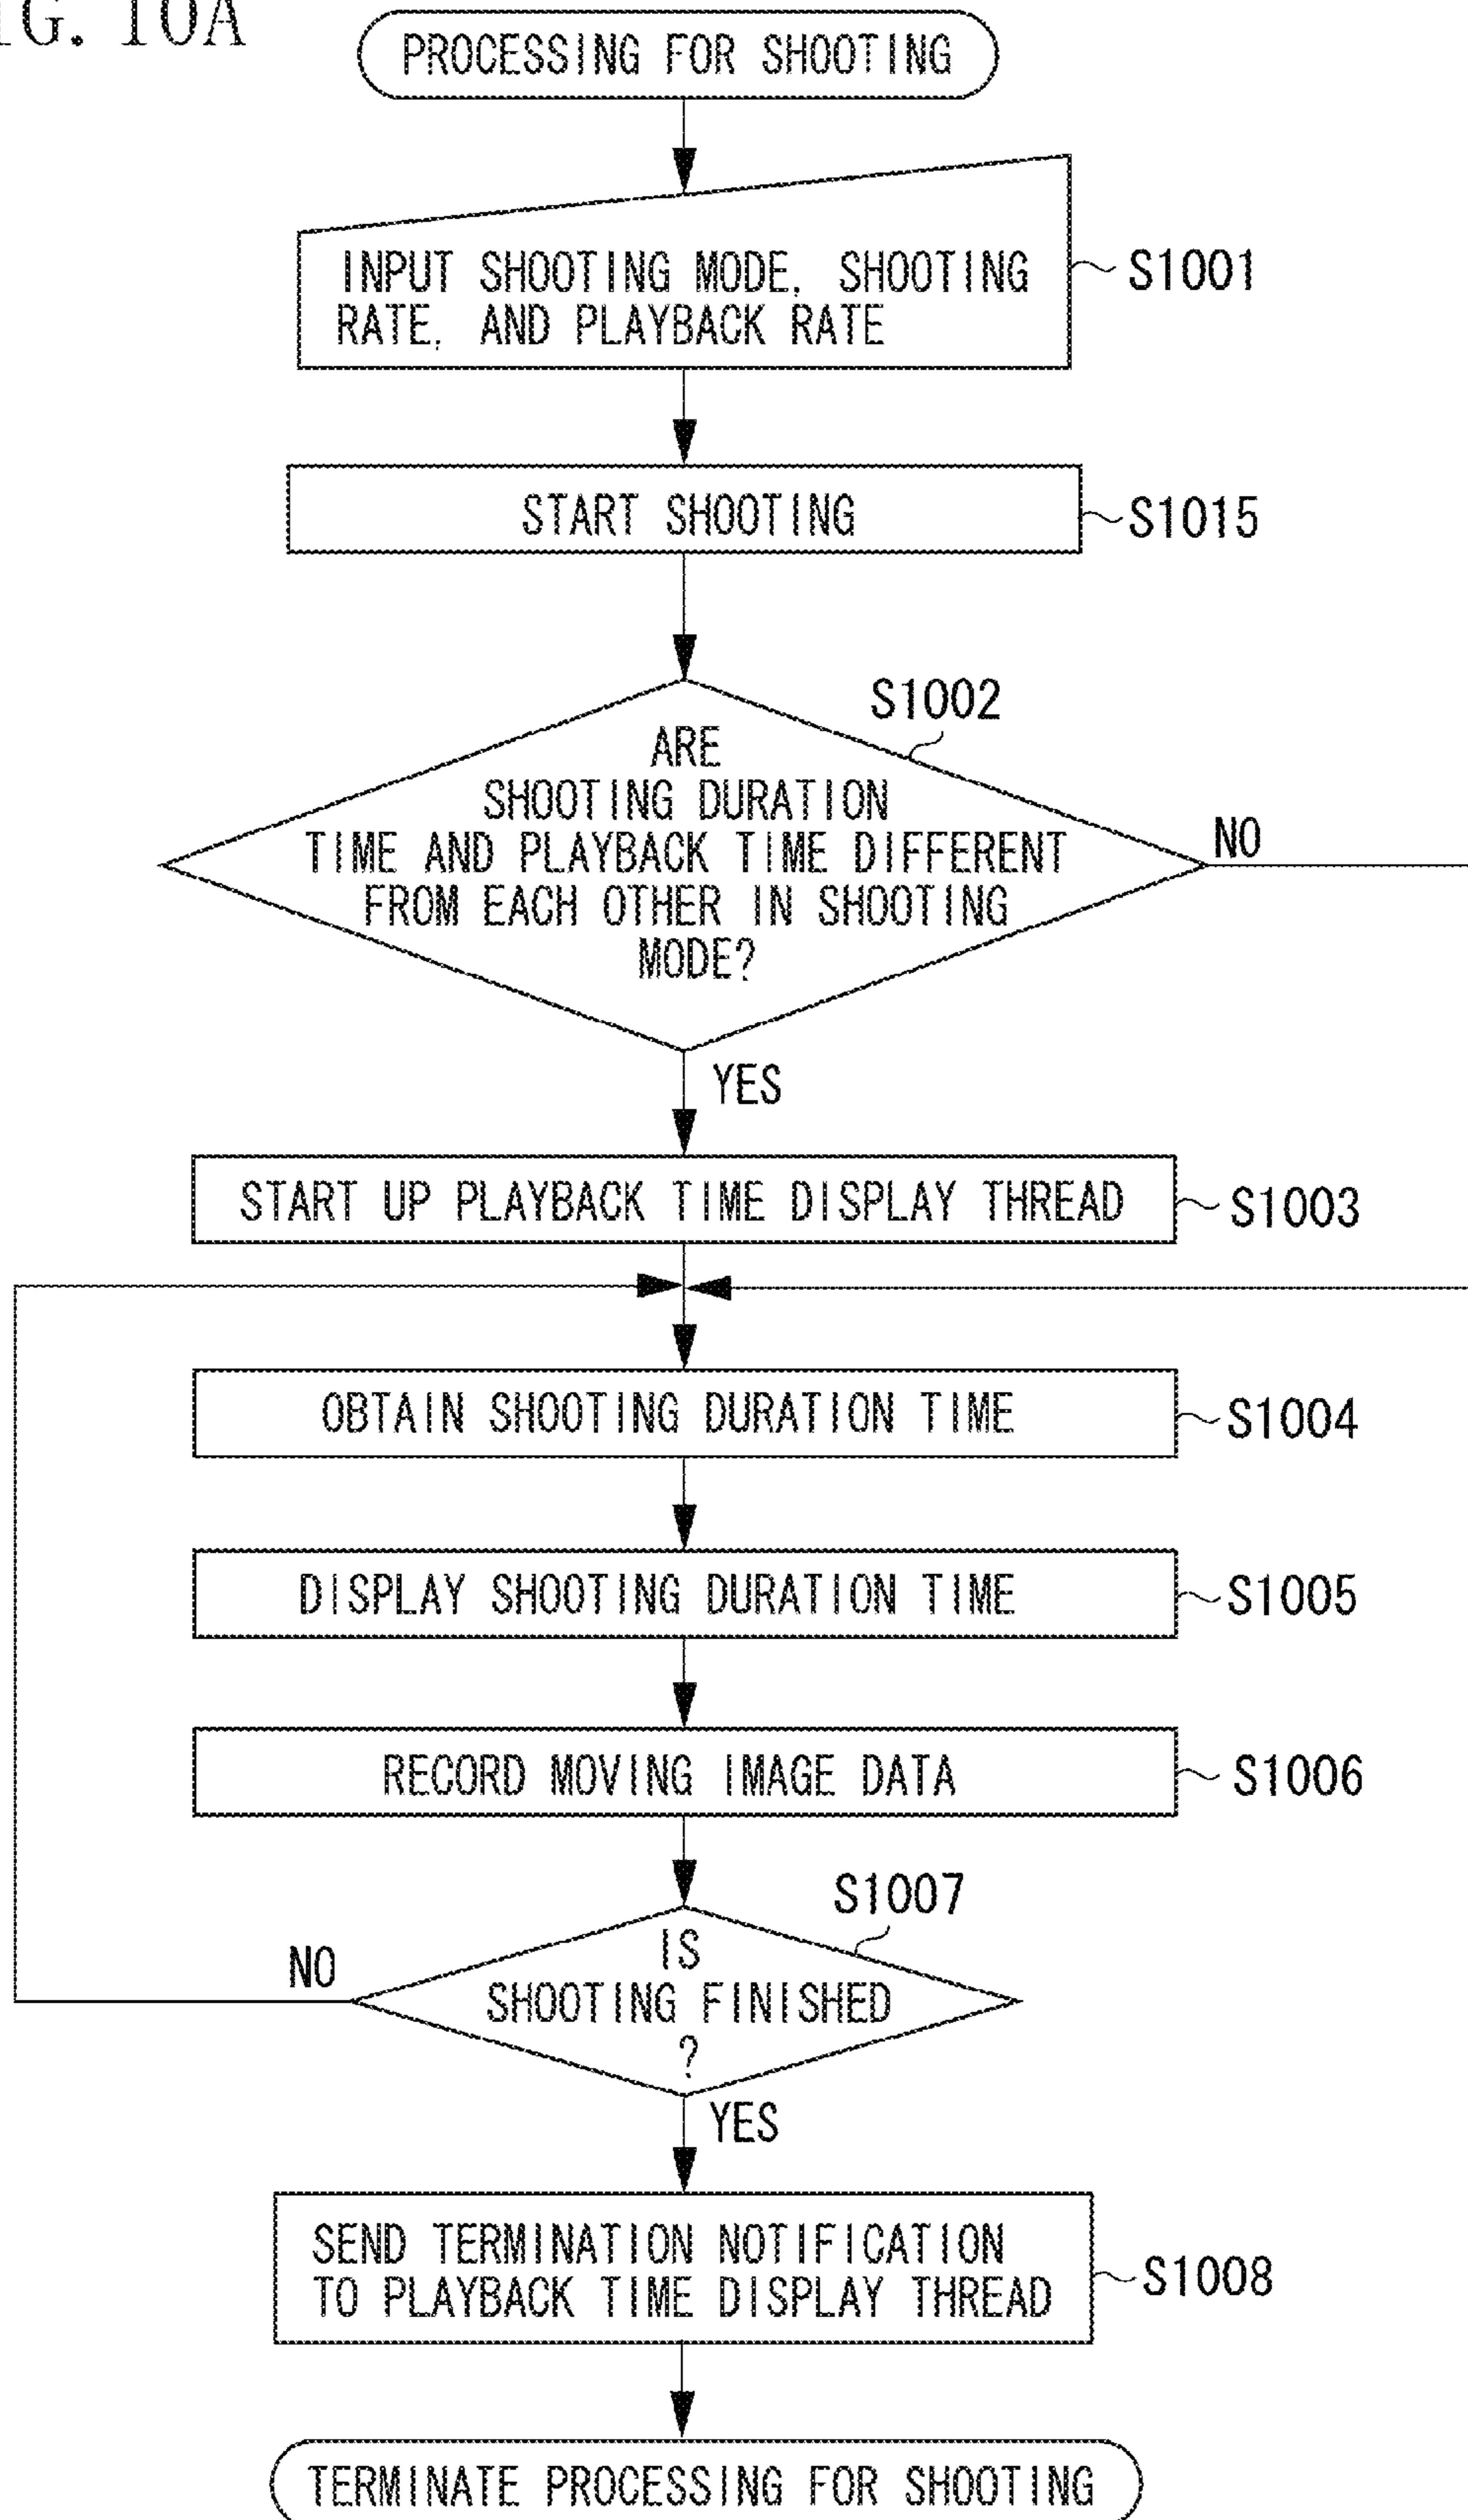 IG. 10A
PROCESSING FOR SHOOTING
INPUT SHOOTING MODE, SHOOTING
RATE, AND PLAYBACK RATE
S1001
START SHOOTING
S1015
S1002
ARE
SHOOTING DURATION
TIME AND PLAYBACK TIME DIFFERENT
FROM EACH OTHER IN SHOOTING
MODE?
NO
YES
START UP PLAYBACK TIME DISPLAY THREAD
S1003
OBTAIN SHOOTING DURATION TIME
S1004
DISPLAY SHOOTING DURATION TIME
S1005
RECORD MOVING IMAGE DATA
S1006
S1007
IS
SHOOTING FINISHED
?
NO
YES
SEND TERMINATION NOTIFICATION
TO PLAYBACK TIME DISPLAY THREAD
S1008
TERMINATE PROCESSING FOR SHOOTING